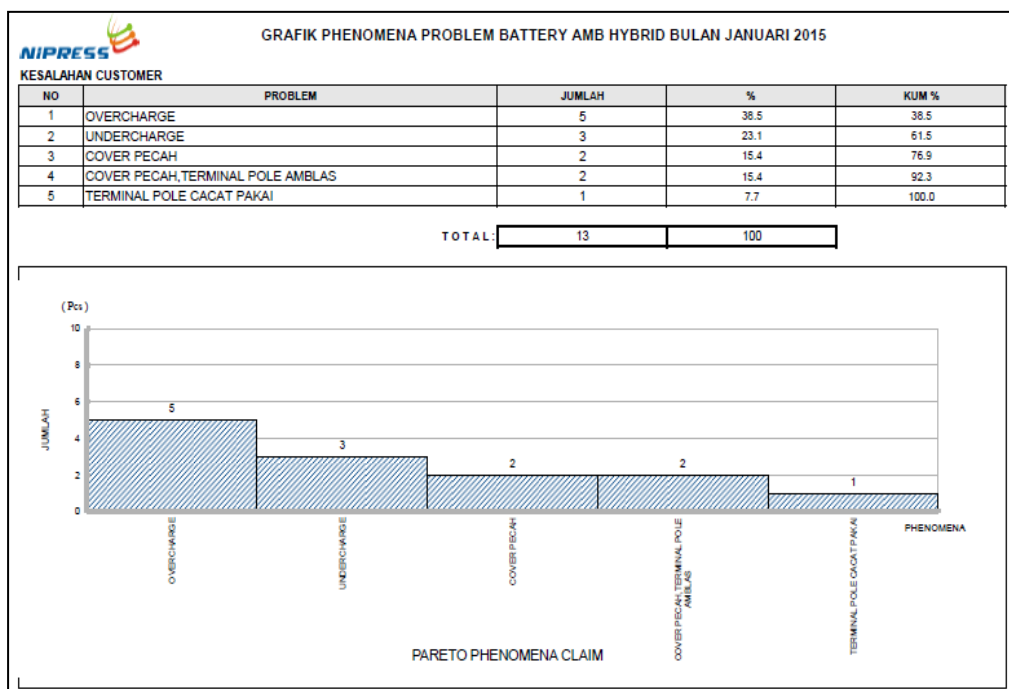 NIPRESS
GRAFIK PHENOMENA PROBLEM BATTERY AMB HYBRID BULAN JANUARI 2015
KESALAHAN CUSTOMER
NO PROBLEM JUMLAH % KUM %
1 OVERCHARGE 5 38.5 38.5
2 UNDERCHARGE 3 23.1 61.5
3 COVER PECAH 2 15.4 76.9
4 COVER PECAH,TERMINAL POLE AMBLAS 2 15.4 92.3
5 TERMINAL POLE CACAT PAKAI 1 7.7 100.0
TOTAL: 13 100
(Pcs)
10
8
6
4
2
0
JUMLAH
5
3
2
2
1
PHENOMENA
OVERCHARGE
UNDERCHARGE
COVER PECAH
COVER PECAH,TERMINAL POLE
AMBLAS
TERMINAL POLE CACAT PAKAI
PARETO PHENOMENA CLAIM